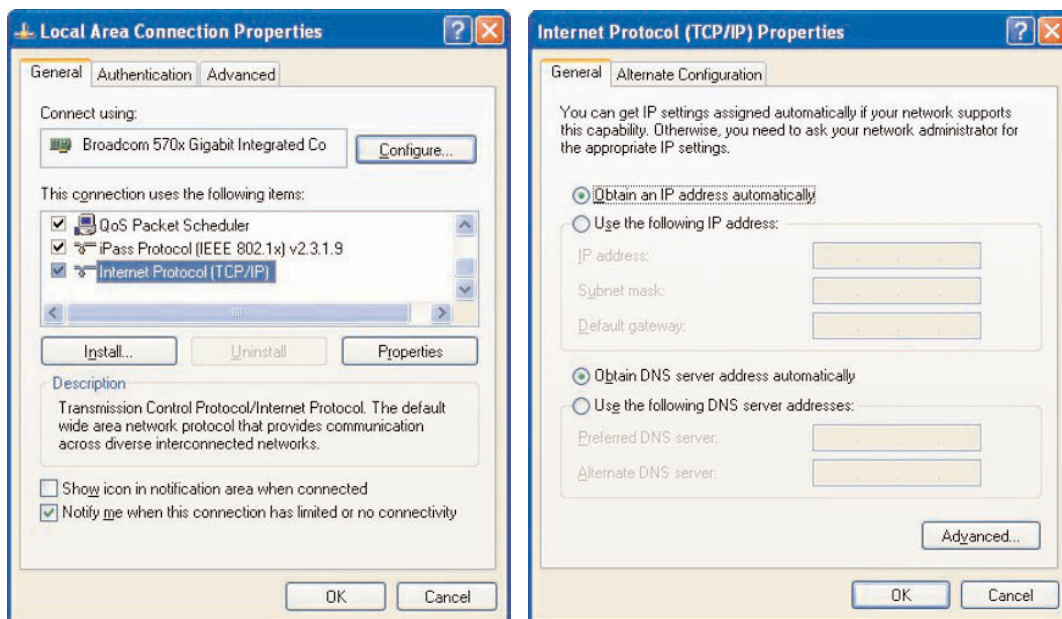 Local Area Connection Properties
General Authentication Advanced
Connect using:
Broadcom 570x Gigabit Integrated Co
Configure...
This connection uses the following items:
QoS Packet Scheduler
iPass Protocol (IEEE 802.1x) v2.3.1.9
Internet Protocol (TCP/IP)
Install... Uninstall Properties
Description
Transmission Control Protocol/Internet Protocol. The default
wide area network protocol that provides communication
across diverse interconnected networks.
Show icon in notification area when connected
Notify me when this connection has limited or no connectivity
OK Cancel
Internet Protocol (TCP/IP) Properties
General Alternate Configuration
You can get IP settings assigned automatically if your network supports
this capability. Otherwise, you need to ask your network administrator for
the appropriate IP settings.
Obtain an IP address automatically
Use the following IP address:
IP address:
Subnet mask:
Default gateway:
Obtain DNS server address automatically
Use the following DNS server addresses:
Preferred DNS server:
Alternate DNS server:
Advanced...
OK Cancel